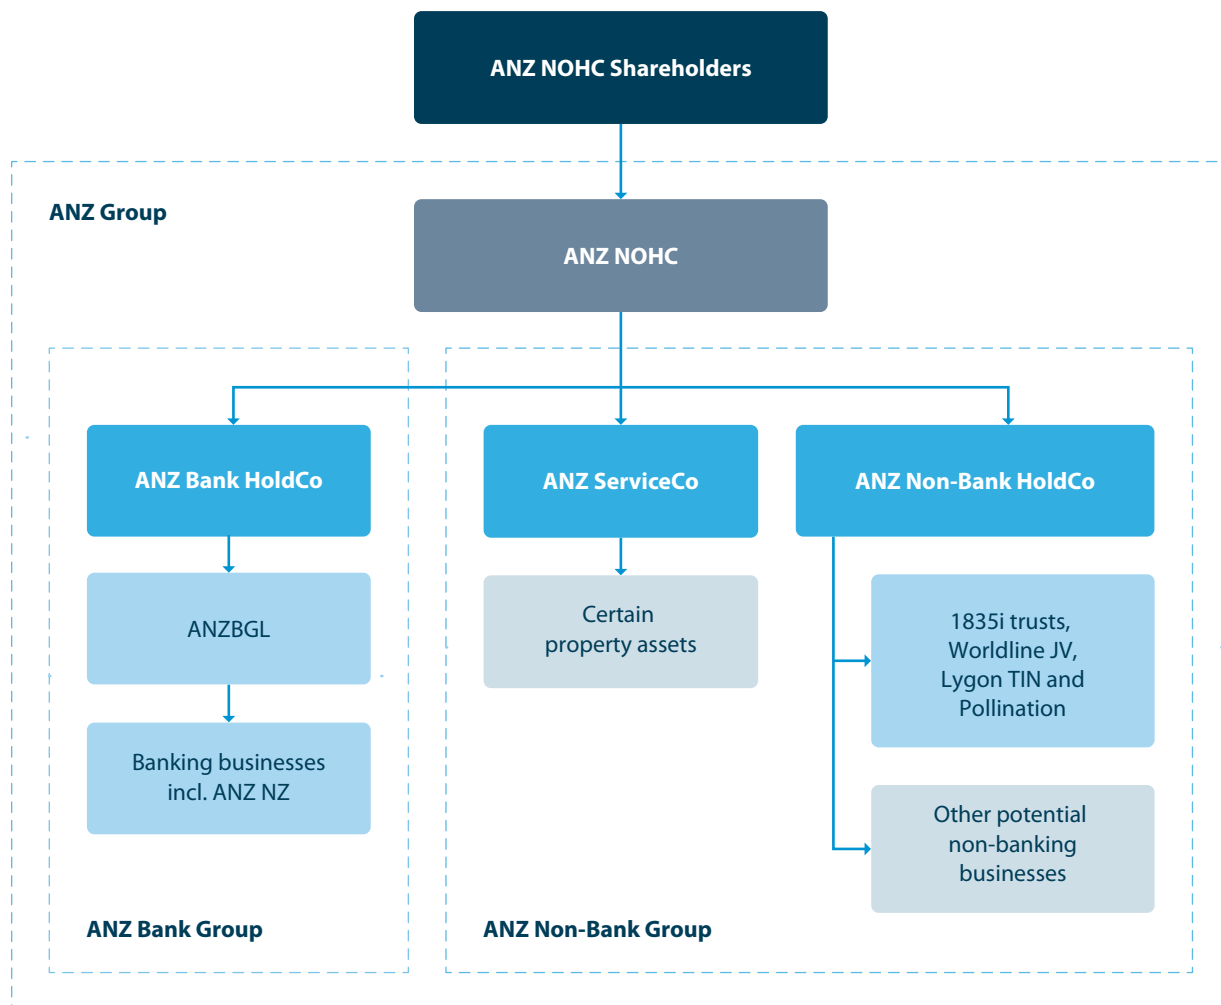 ANZ NOHC Shareholders
ANZ Group
ANZ NOHC
ANZ Bank HoldCo
ANZ ServiceCo
ANZ Non-Bank HoldCo
ANZBGL
Certain
property assets
1835i trusts,
Worldline JV,
Lygon TIN and
Pollination
Banking businesses
incl. ANZ NZ
Other potential
non-banking
businesses
ANZ Bank Group
ANZ Non-Bank Group